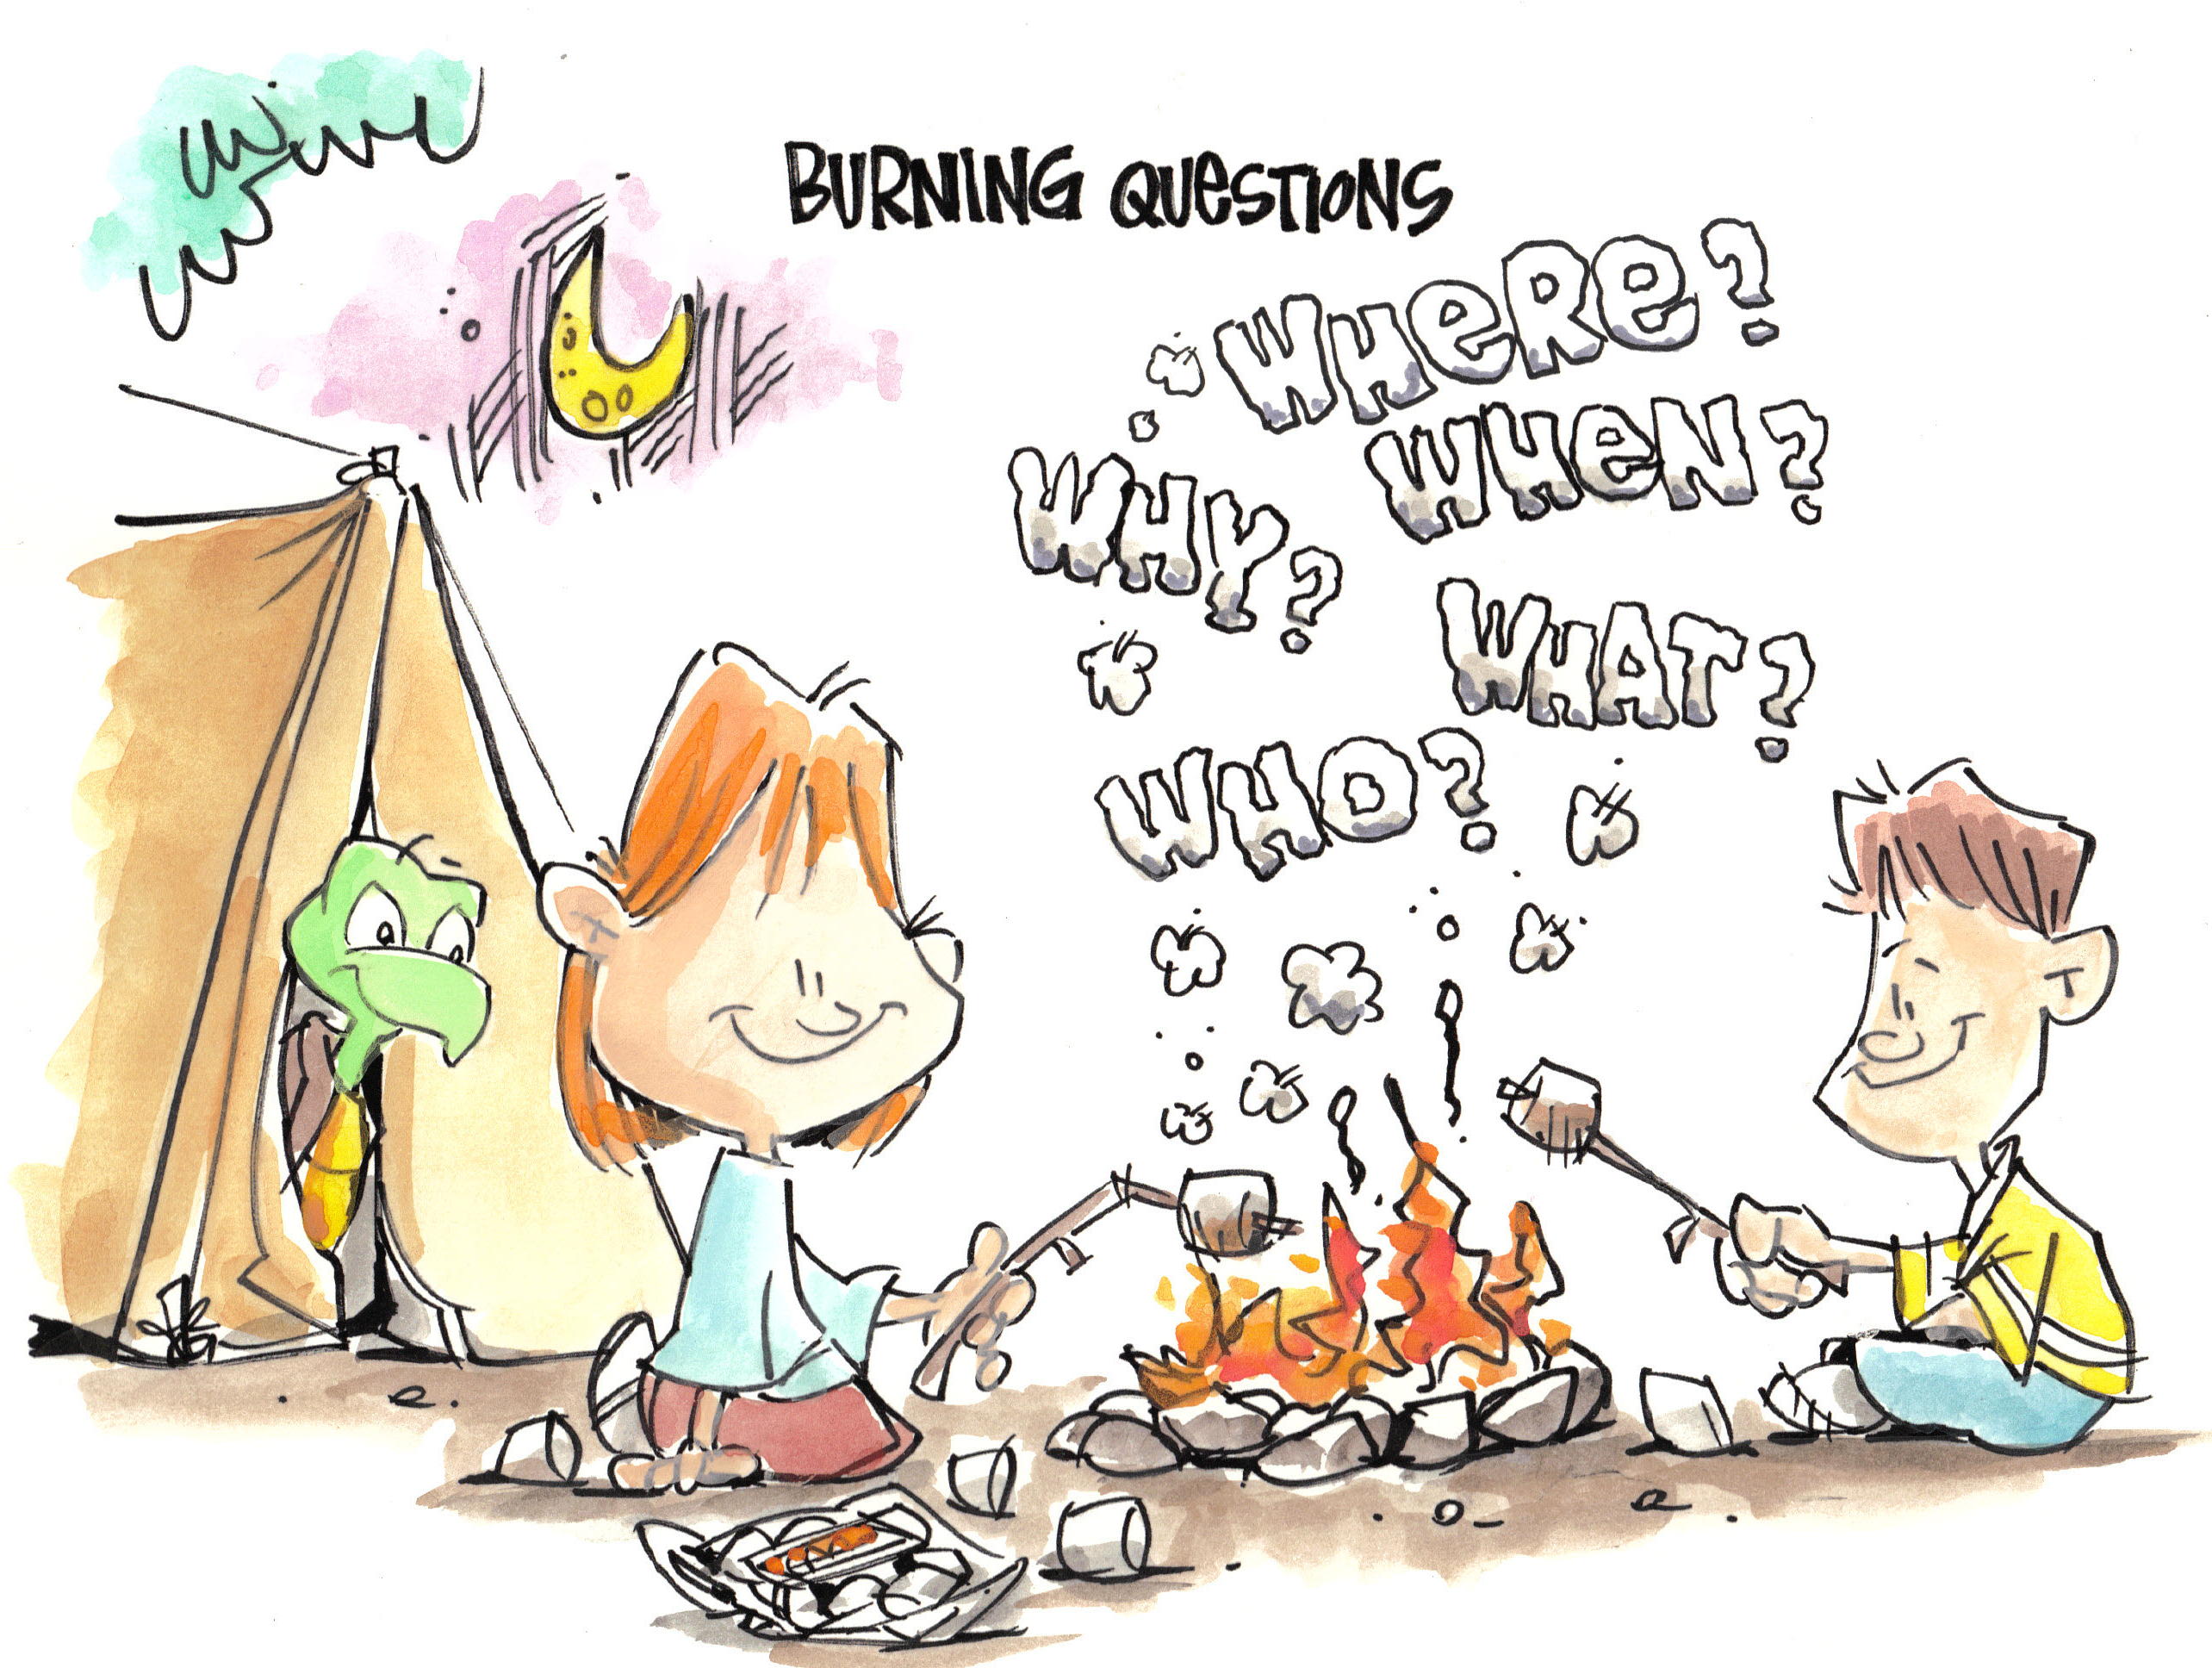 BURNING QUESTIONS
WHERE?
WHEN?
WHY?
WHAT?
WHO?